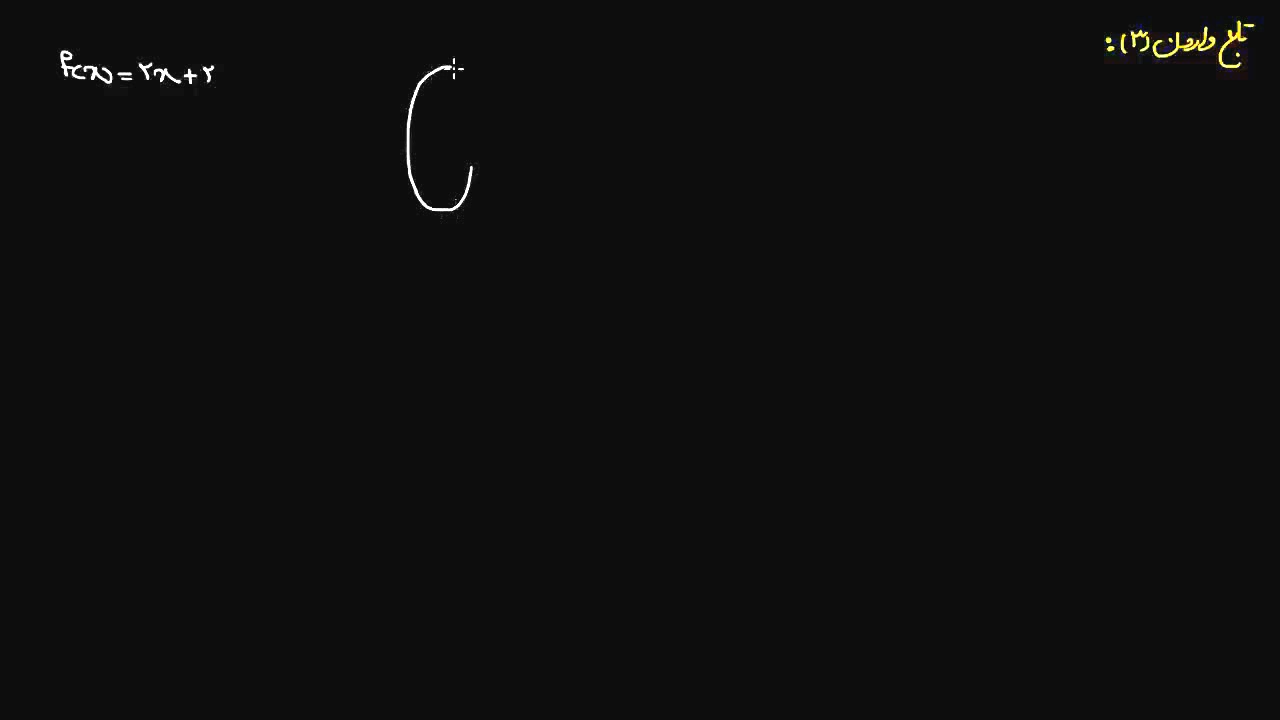 تابع وارون (۳) :
f(x) = ۲x + ۲